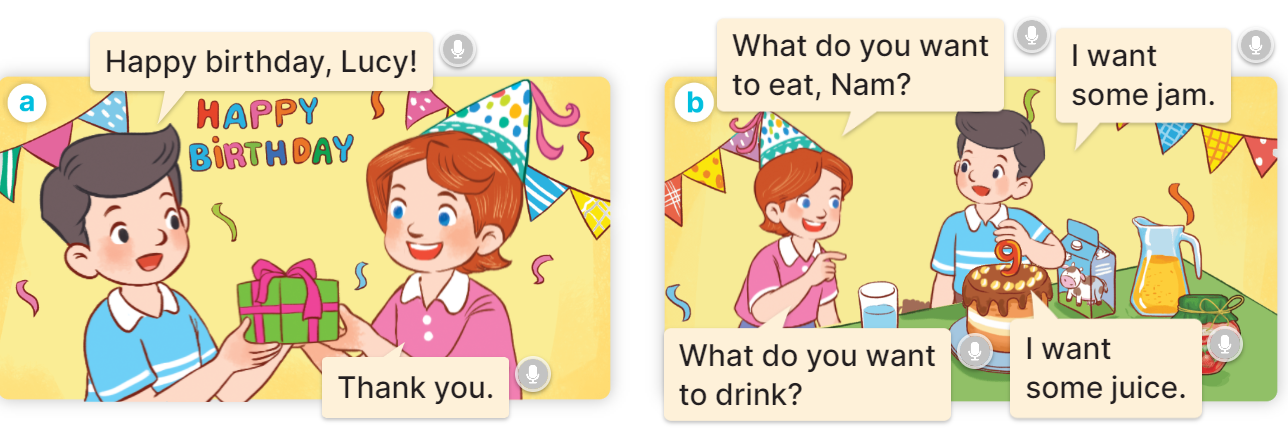 a
Happy birthday, Lucy!
HAPPY
BiRTHDAY
Thank you.
b
What do you want
to eat, Nam?
I want
some jam.
9
What do you want
to drink?
I want
some juice.